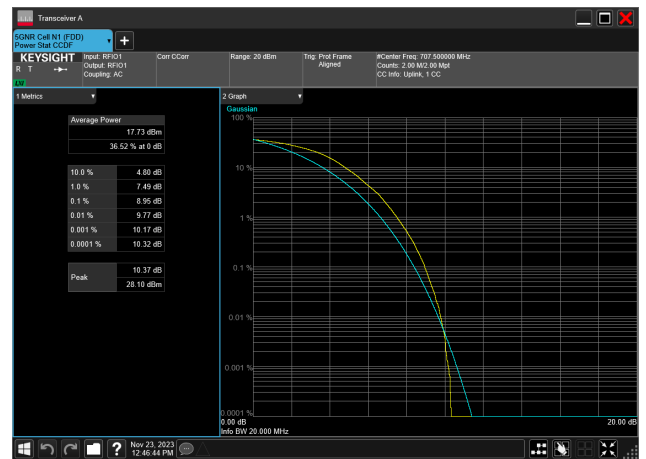 Transceiver A
5GNR Cell N1 (FDD)
Power Stat CCDF
KEYSIGHT
R T
LVI
Input: RFIO1
Output: RFIO1
Coupling: AC
Corr CCorr
Range: 20 dBm
Trig: Prot Frame
Aligned
#Center Freq: 707.500000 MHz
Counts: 2.00 M/2.00 Mpt
CC Info: Uplink, 1 CC
1 Metrics
Average Power
17.73 dBm
36.52 % at 0 dB
10.0 % 4.80 dB
1.0 % 7.49 dB
0.1 % 8.95 dB
0.01 % 9.77 dB
0.001 % 10.17 dB
0.0001 % 10.32 dB
Peak
10.37 dB
28.10 dBm
2 Graph
Gaussian
100 %
10 %
1 %
0.1 %
0.01 %
0.001 %
0.0001 %
0.00 dB
20.00 dB
Info BW 20.000 MHz
Nov 23, 2023
12:46:44 PM